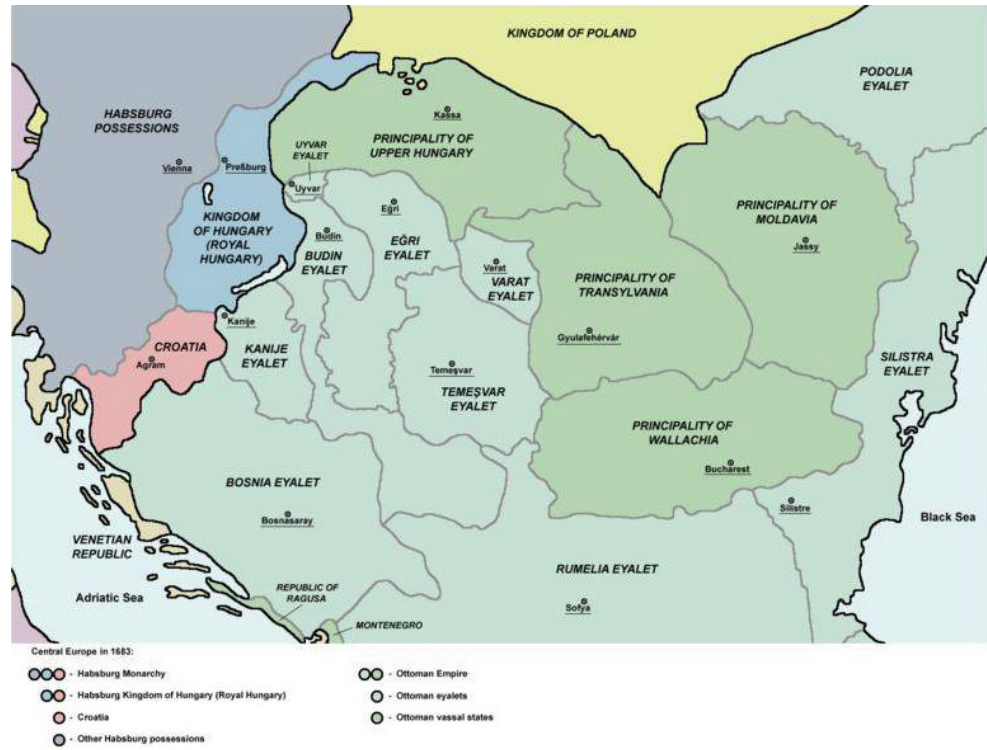 KINGDOM OF POLAND
PODOLIA
EYALET
HABSBURG
POSSESSIONS
Kassa
PRINCIPALITY OF
UPPER HUNGARY
UYVAR
EYALET
Vienna
Preßburg
Uyvar
KINGDOM
OF HUNGARY
(ROYAL
HUNGARY)
Eğri
Budin
BUDIN
EYALET
EĞRI
EYALET
PRINCIPALITY OF
MOLDAVIA
Jassy
Varat
VARAT
EYALET
PRINCIPALITY OF
TRANSYLVANIA
Gyulafehérvár
Kanije
KANIJE
EYALET
CROATIA
Agram
Temeşvar
TEMEŞVAR
EYALET
SILISTRA
EYALET
PRINCIPALITY OF
WALLACHIA
Bucharest
BOSNIA EYALET
Bosnasaray
Silistre
Black Sea
VENETIAN
REPUBLIC
Adriatic Sea
REPUBLIC OF
RAGUSA
MONTENEGRO
RUMELIA EYALET
Sofya
Central Europe in 1683:
- Habsburg Monarchy
- Habsburg Kingdom of Hungary (Royal Hungary)
- Croatia
- Other Habsburg possessions
- Ottoman Empire
- Ottoman eyalets
- Ottoman vassal states